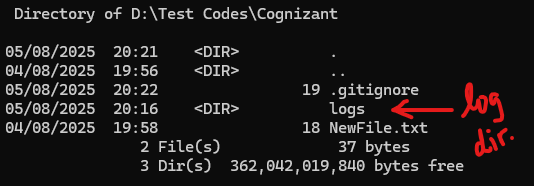 Directory of D:\Test Codes\Cognizant
05/08/2025  20:21    <DIR>          .
04/08/2025  19:56    <DIR>          ..
05/08/2025  20:22                19 .gitignore
05/08/2025  20:16    <DIR>          logs
04/08/2025  19:58                18 NewFile.txt
               2 File(s)             37 bytes
               3 Dir(s)  362,042,019,840 bytes free
log
dir.